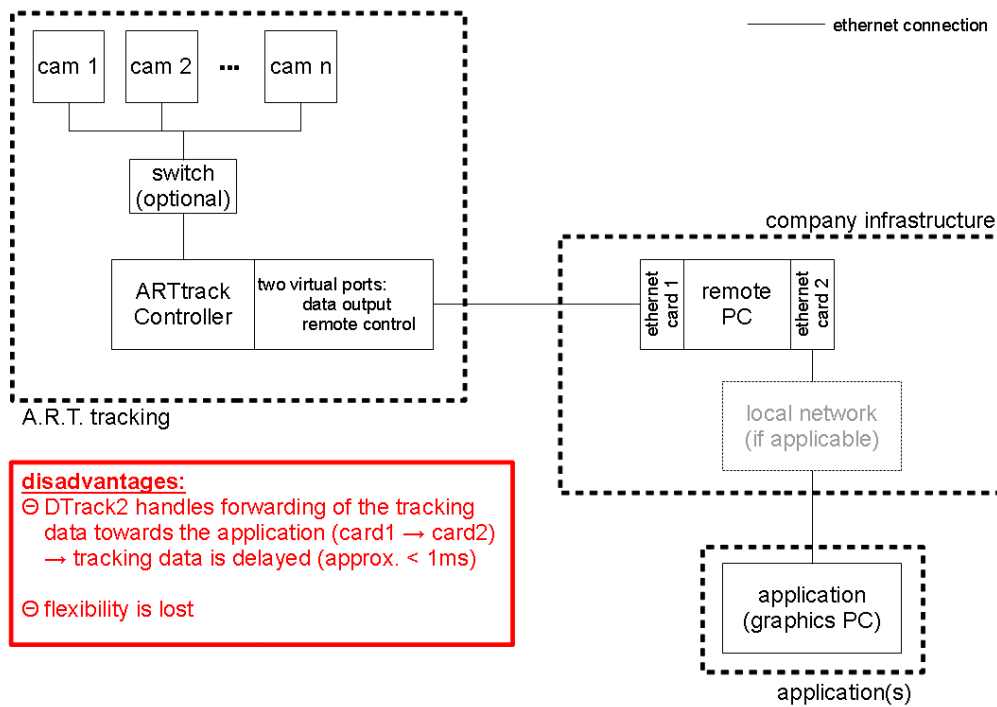 ethernet connection
cam 1
cam 2
...
cam n
switch
(optional)
company infrastructure
ARTtrack
Controller
two virtual ports:
data output
remote control
ethernet
card 1
remote
PC
ethernet
card 2
A.R.T. tracking
local network
(if applicable)
disadvantages:
⊖ DTrack2 handles forwarding of the tracking
data towards the application (card1 → card2)
→ tracking data is delayed (approx. < 1ms)
⊖ flexibility is lost
application
(graphics PC)
application(s)